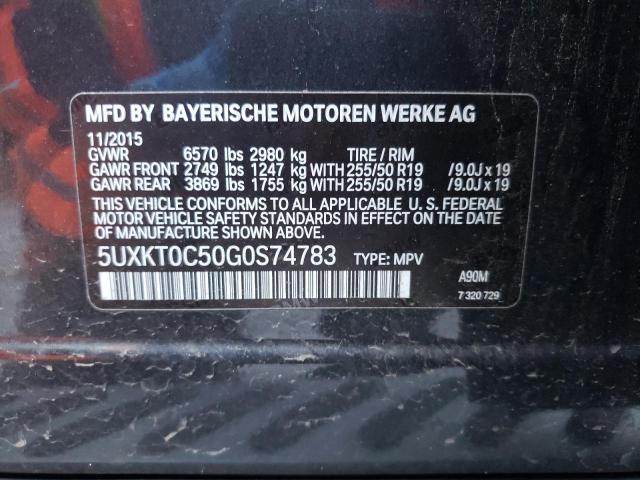 MFD BY BAYERISCHE MOTOREN WERKE AG
11/2015
GVWR 6570 lbs 2980 kg TIRE / RIM
GAWR FRONT 2749 lbs 1247 kg WITH 255/50 R19 /9.0J x 19
GAWR REAR 3869 lbs 1755 kg WITH 255/50 R19 /9.0J x 19
THIS VEHICLE CONFORMS TO ALL APPLICABLE U.S. FEDERAL
MOTOR VEHICLE SAFETY STANDARDS IN EFFECT ON THE DATE
OF MANUFACTURE SHOWN ABOVE.
5UXKT0C50G0S74783 TYPE: MPV
A90M
7 320 729